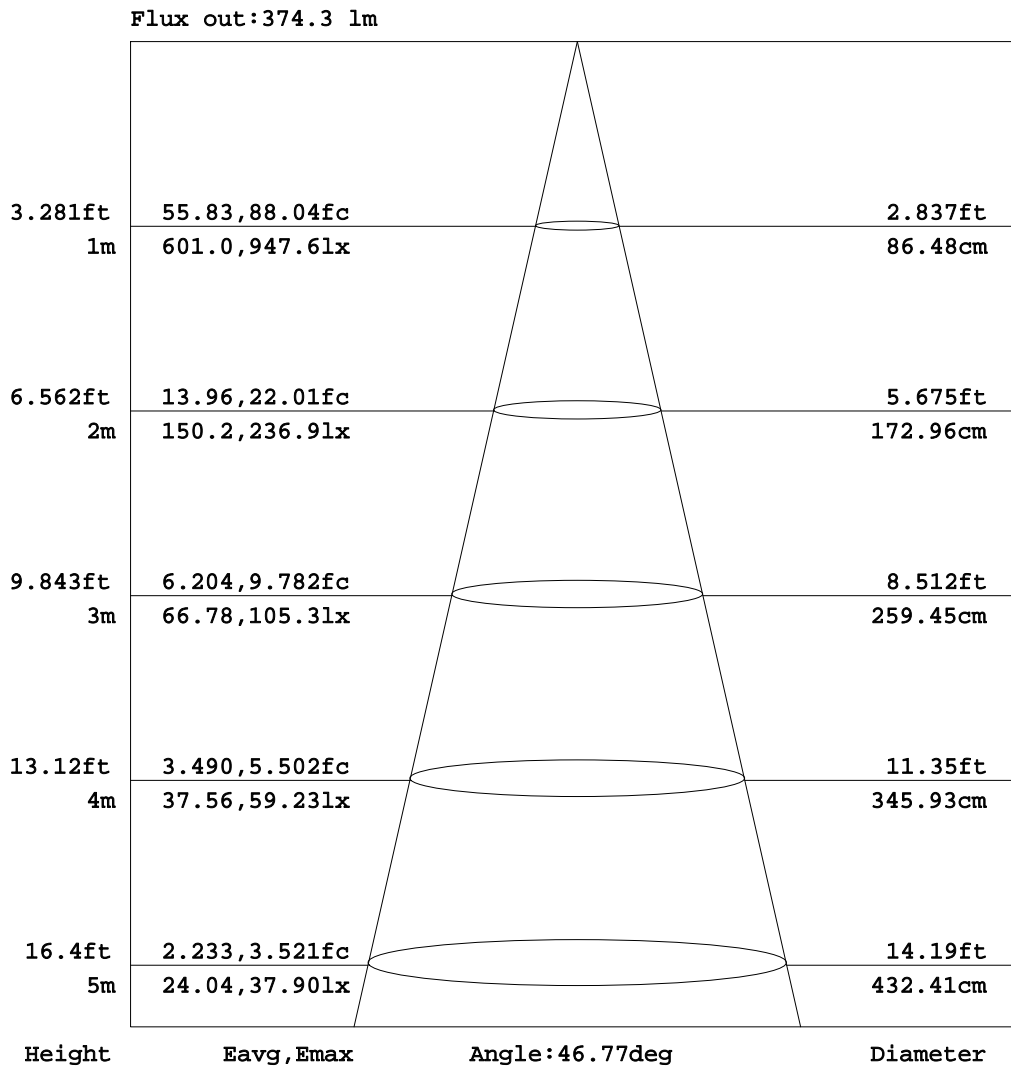 Flux out:374.3 lm
3.281ft 55.83,88.04fc 2.837ft
1m 601.0,947.6lx 86.48cm
6.562ft 13.96,22.01fc 5.675ft
2m 150.2,236.9lx 172.96cm
9.843ft 6.204,9.782fc 8.512ft
3m 66.78,105.3lx 259.45cm
13.12ft 3.490,5.502fc 11.35ft
4m 37.56,59.23lx 345.93cm
16.4ft 2.233,3.521fc 14.19ft
5m 24.04,37.90lx 432.41cm
Height Eavg,Emax Angle:46.77deg Diameter